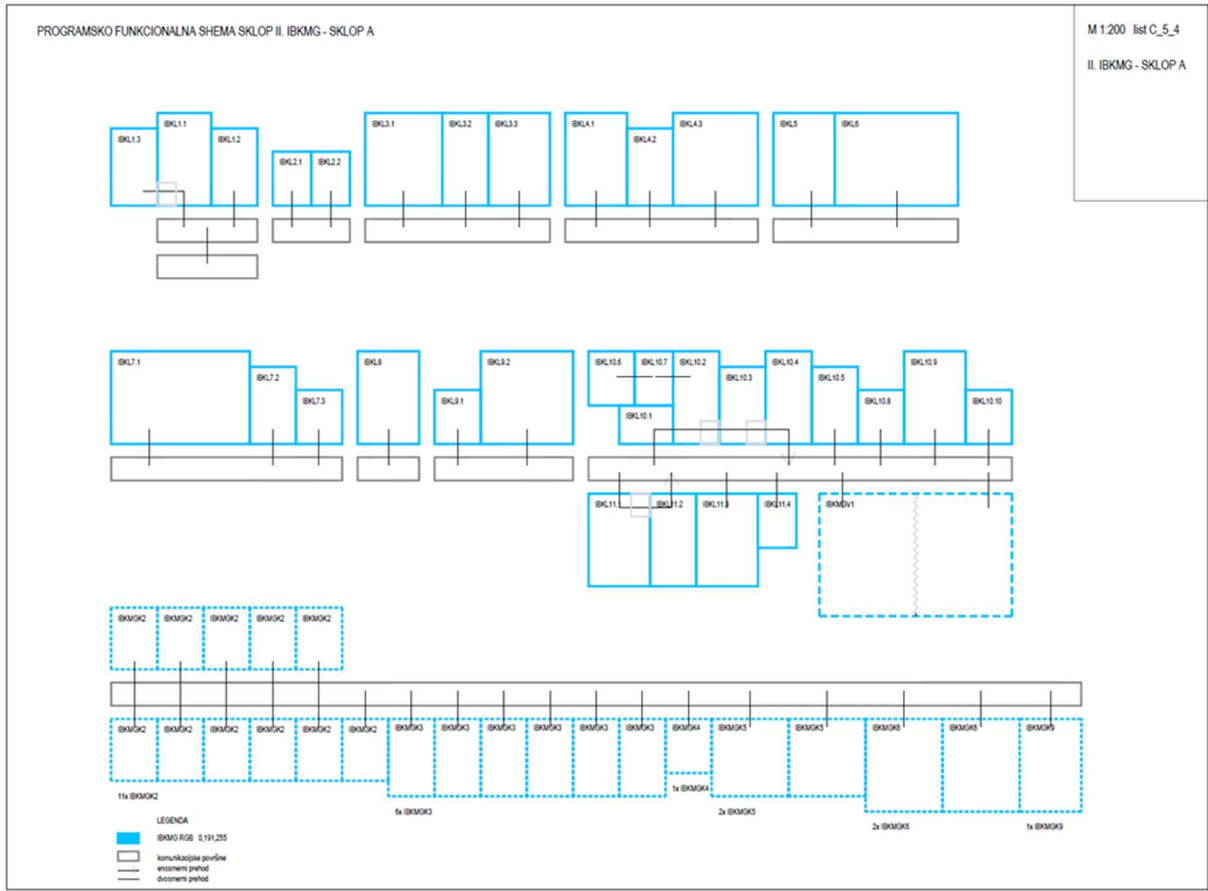 PROGRAMSKO FUNKCIONALNA SHEMA SKLOP II. IBKMG - SKLOP A
M 1:200 list C_5_4
II. IBKMG - SKLOP A
IBKL1.3
IBKL1.1
IBKL1.2
IBKL2.1
IBKL2.2
IBKL3.1
IBKL3.2
IBKL3.3
IBKL4.1
IBKL4.2
IBKL4.3
IBKL5
IBKL6
IBKL7.1
IBKL7.2
IBKL7.3
IBKL8
IBKL9.1
IBKL9.2
IBKL10.6
IBKL10.7
IBKL10.2
IBKL10.1
IBKL10.3
IBKL10.4
IBKL10.5
IBKL10.8
IBKL10.9
IBKL10.10
IBKL11.1
IBKL11.2
IBKL11.3
IBKL11.4
IBKMGV1
IBKMGK2
IBKMGK2
IBKMGK2
IBKMGK2
IBKMGK2
IBKMGK2
IBKMGK2
IBKMGK2
IBKMGK2
IBKMGK2
IBKMGK2
IBKMGK3
IBKMGK3
IBKMGK3
IBKMGK3
IBKMGK3
IBKMGK3
IBKMGK4
IBKMGK5
IBKMGK5
IBKMGK6
IBKMGK6
IBKMGK9
11x IBKMGK2
6x IBKMGK3
1x IBKMGK4
2x IBKMGK5
2x IBKMGK6
1x IBKMGK9
LEGENDA
IBKMG RGB 0,191,255
komunikacijske površine
enosmerni prehod
dvosmerni prehod